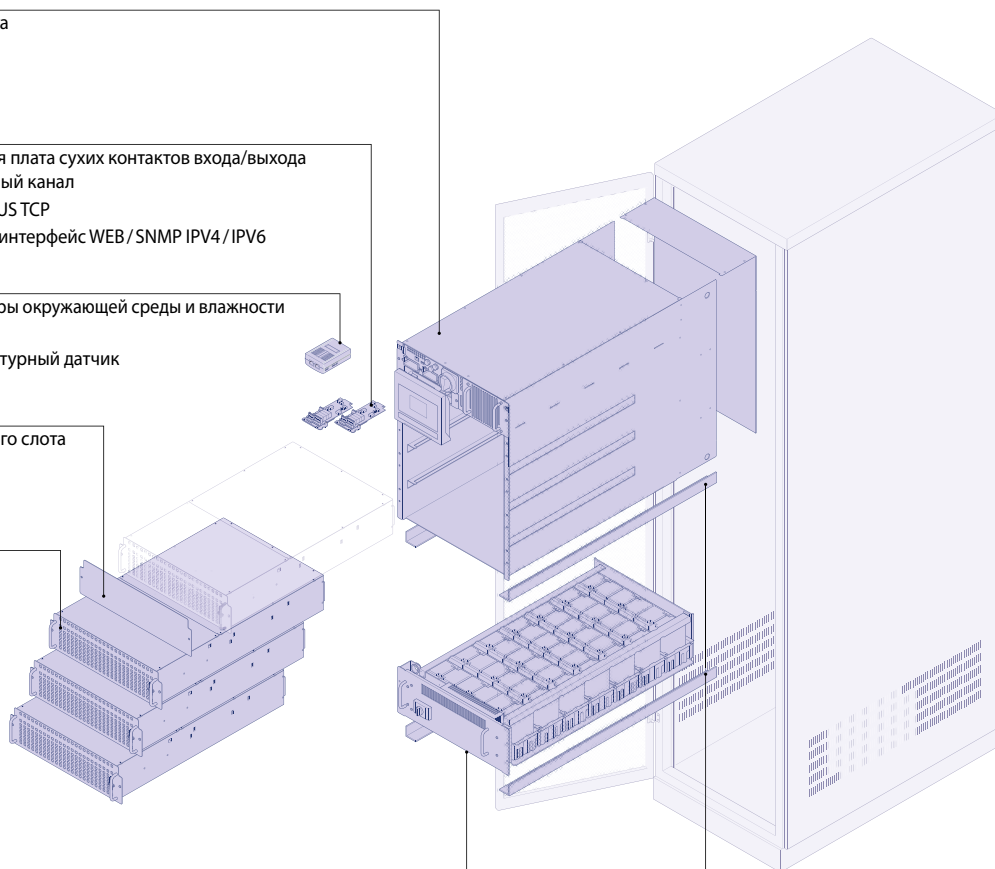 а
я плата сухих контактов входа/выхода
ый канал
US TCP
интерфейс WEB / SNMP IPV4 / IPV6
ры окружающей среды и влажности
турный датчик
го слота